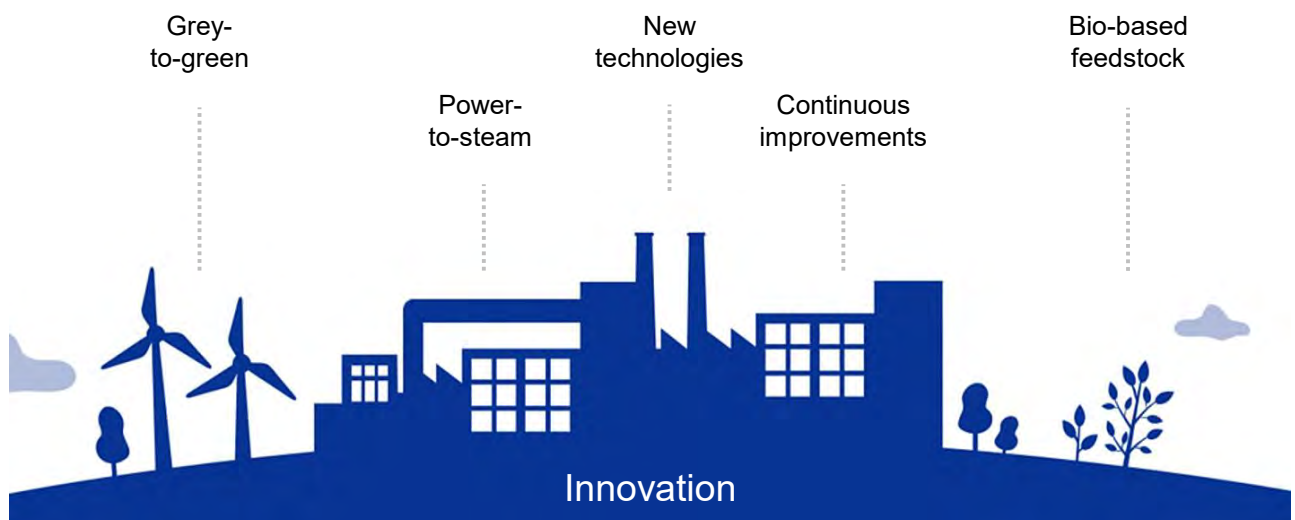 Grey-
to-green
Power-
to-steam
New
technologies
Continuous
improvements
Bio-based
feedstock
Innovation